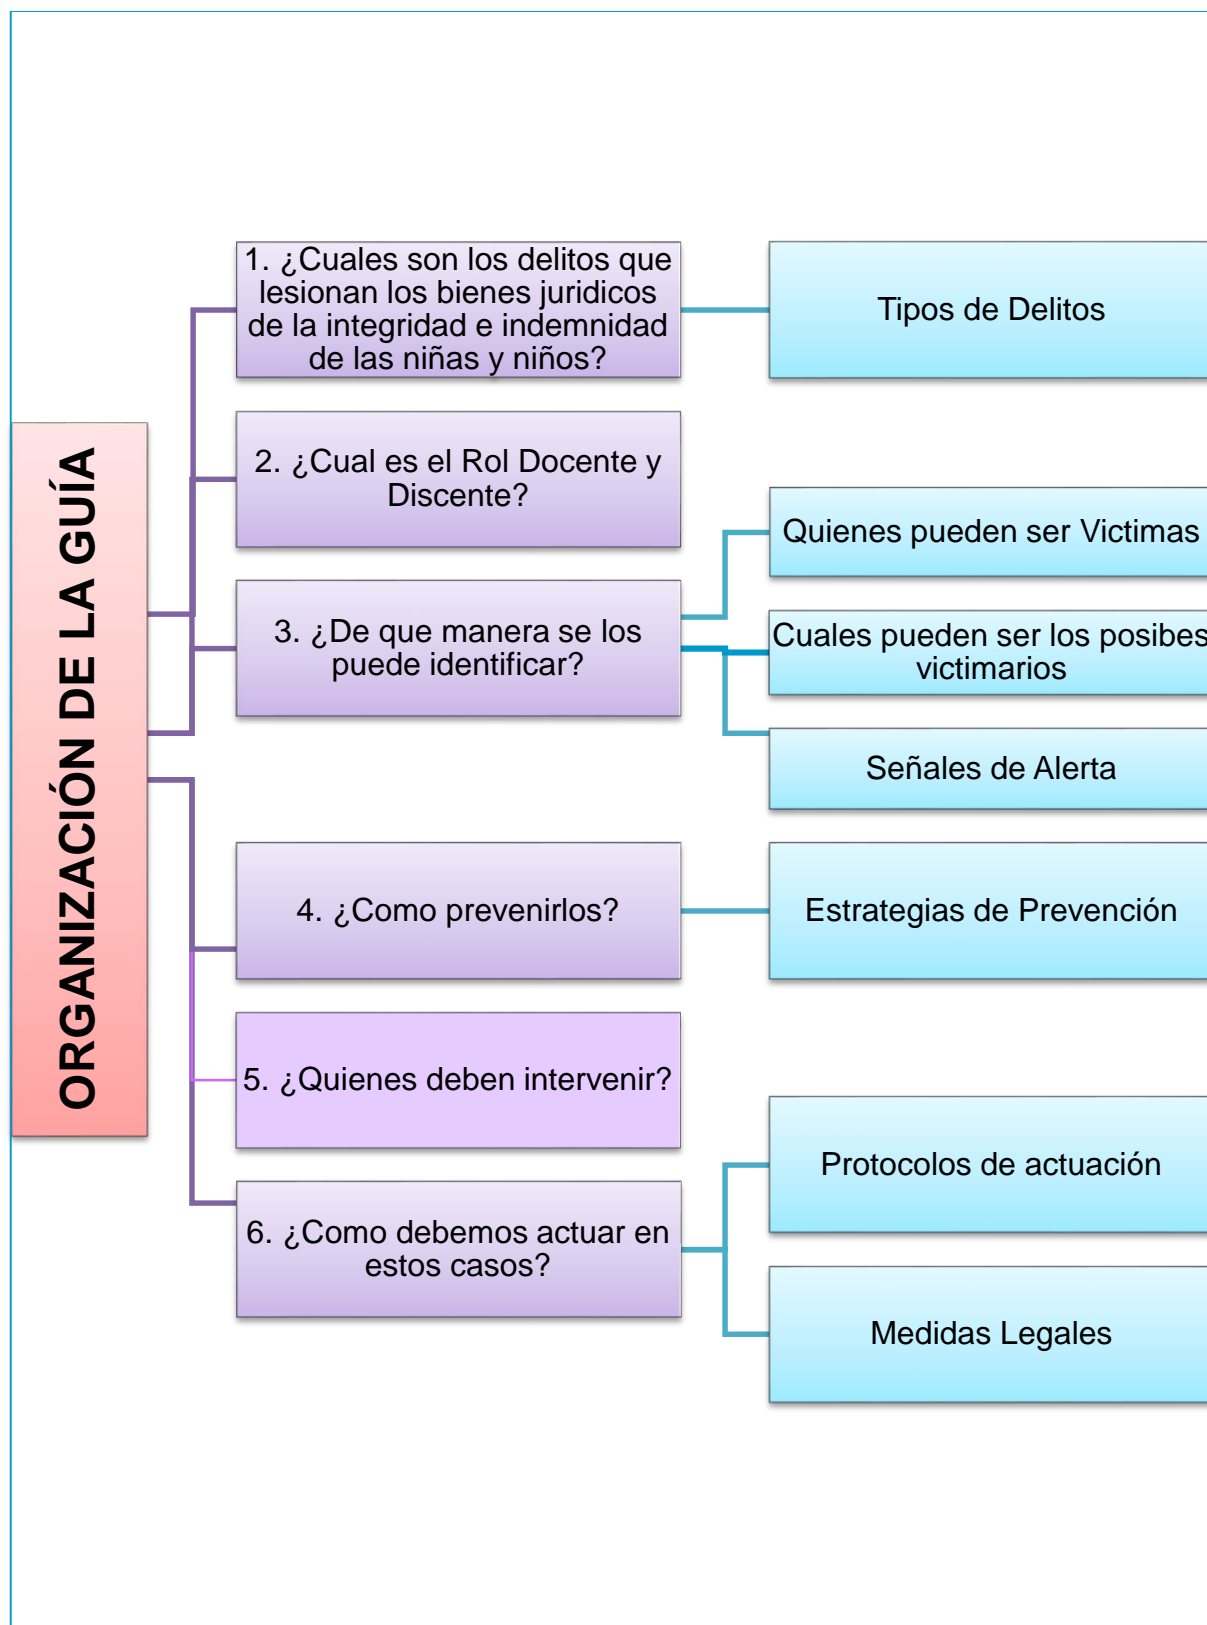 ORGANIZACIÓN DE LA GUÍA
1. ¿Cuales son los delitos que
lesionan los bienes juridicos
de la integridad e indemnidad
de las niñas y niños?
Tipos de Delitos
2. ¿Cual es el Rol Docente y
Discente?
3. ¿De que manera se los
puede identificar?
Quienes pueden ser Victimas
Cuales pueden ser los posibes
victimarios
Señales de Alerta
4. ¿Como prevenirlos?
Estrategias de Prevención
5. ¿Quienes deben intervenir?
6. ¿Como debemos actuar en
estos casos?
Protocolos de actuación
Medidas Legales